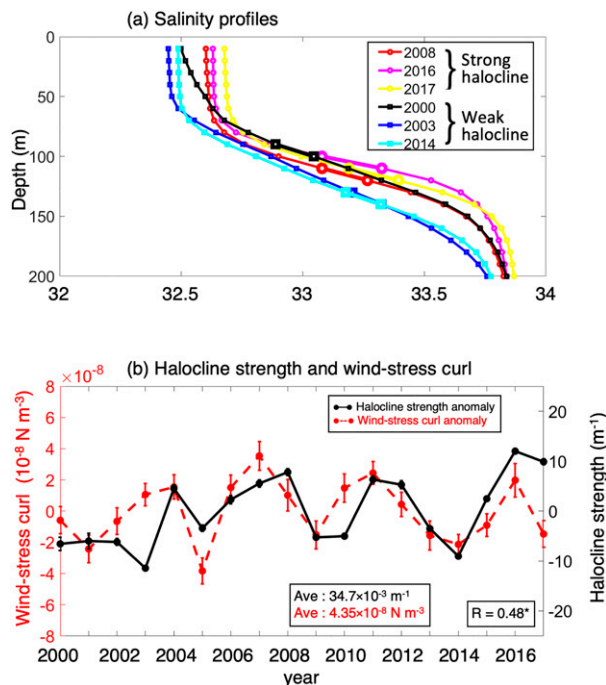 (a) Salinity profiles
0
50
100
150
200
Depth (m)
32
32.5
33
33.5
34
2008
2016
2017
2000
2003
2014
Strong
halocline
Weak
halocline
(b) Halocline strength and wind-stress curl
×10⁻⁸
8
6
4
2
0
-2
-4
-6
-8
Wind-stress curl (10⁻⁸ N m⁻³)
Halocline strength anomaly
Wind-stress curl anomaly
20
10
0
-10
-20
Halocline strength (m⁻¹)
Ave : 34.7×10⁻³ m⁻¹
Ave : 4.35×10⁻⁸ N m⁻³
R = 0.48*
2000
2002
2004
2006
2008
2010
2012
2014
2016
year